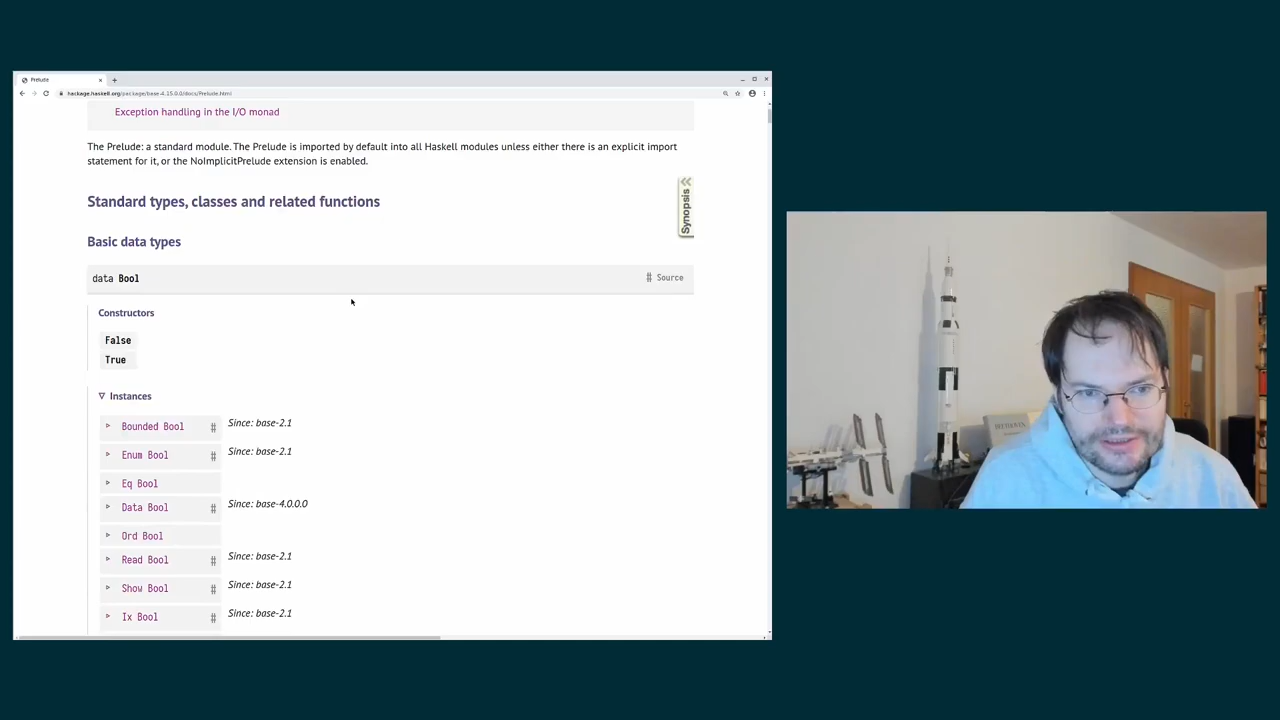 Prelude
hackage.haskell.org/package/base-4.15.0.0/docs/Prelude.html
Exception handling in the I/O monad
The Prelude: a standard module. The Prelude is imported by default into all Haskell modules unless either there is an explicit import
statement for it, or the NoImplicitPrelude extension is enabled.
Synopsis
Standard types, classes and related functions
Basic data types
data Bool # Source
Constructors
False
True
Instances
Bounded Bool # Since: base-2.1
Enum Bool # Since: base-2.1
Eq Bool
Data Bool # Since: base-4.0.0.0
Ord Bool
Read Bool # Since: base-2.1
Show Bool # Since: base-2.1
Ix Bool # Since: base-2.1
BEETHOVEN